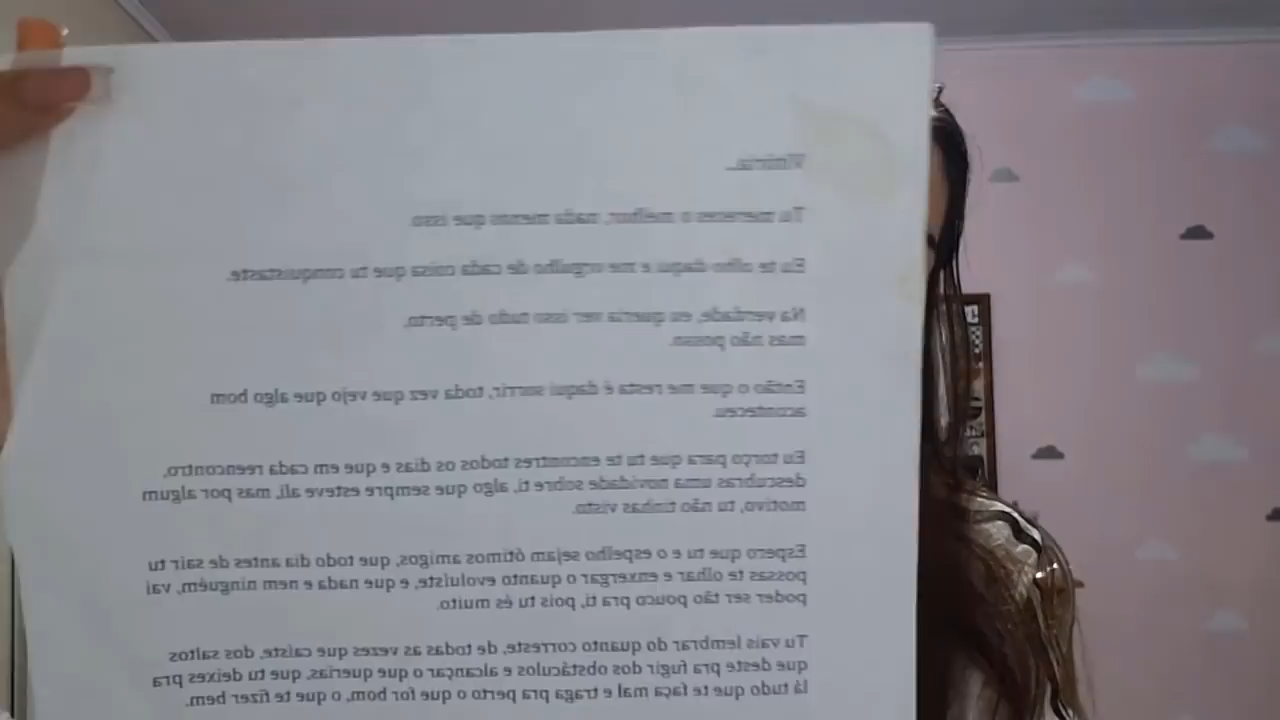 Vitória,
Tu mereces o melhor, nada menos que isso.
Eu te olho daqui e me orgulho de cada coisa que tu conquistaste.
Na verdade, eu queria ver isso tudo de perto,
mas não posso.
Então o que me resta é daqui sorrir, toda vez que vejo que algo bom
aconteceu.
Eu torço para que tu te encontres todos os dias e que em cada reencontro,
descubras uma novidade sobre ti, algo que sempre esteve ali, mas por algum
motivo, tu não tinhas visto.
Espero que tu e o espelho sejam ótimos amigos, que todo dia antes de sair tu
possas te olhar e enxergar o quanto evoluíste, e que nada e nem ninguém, vai
poder ser tão pouco pra ti, pois tu és muito.
Tu vais lembrar do quanto correste, de todas as vezes que caíste, dos saltos
que deste pra fugir dos obstáculos e alcançar o que querias, que tu deixes pra
lá tudo que te faça mal e traga pra perto o que for bom, o que te fizer bem.